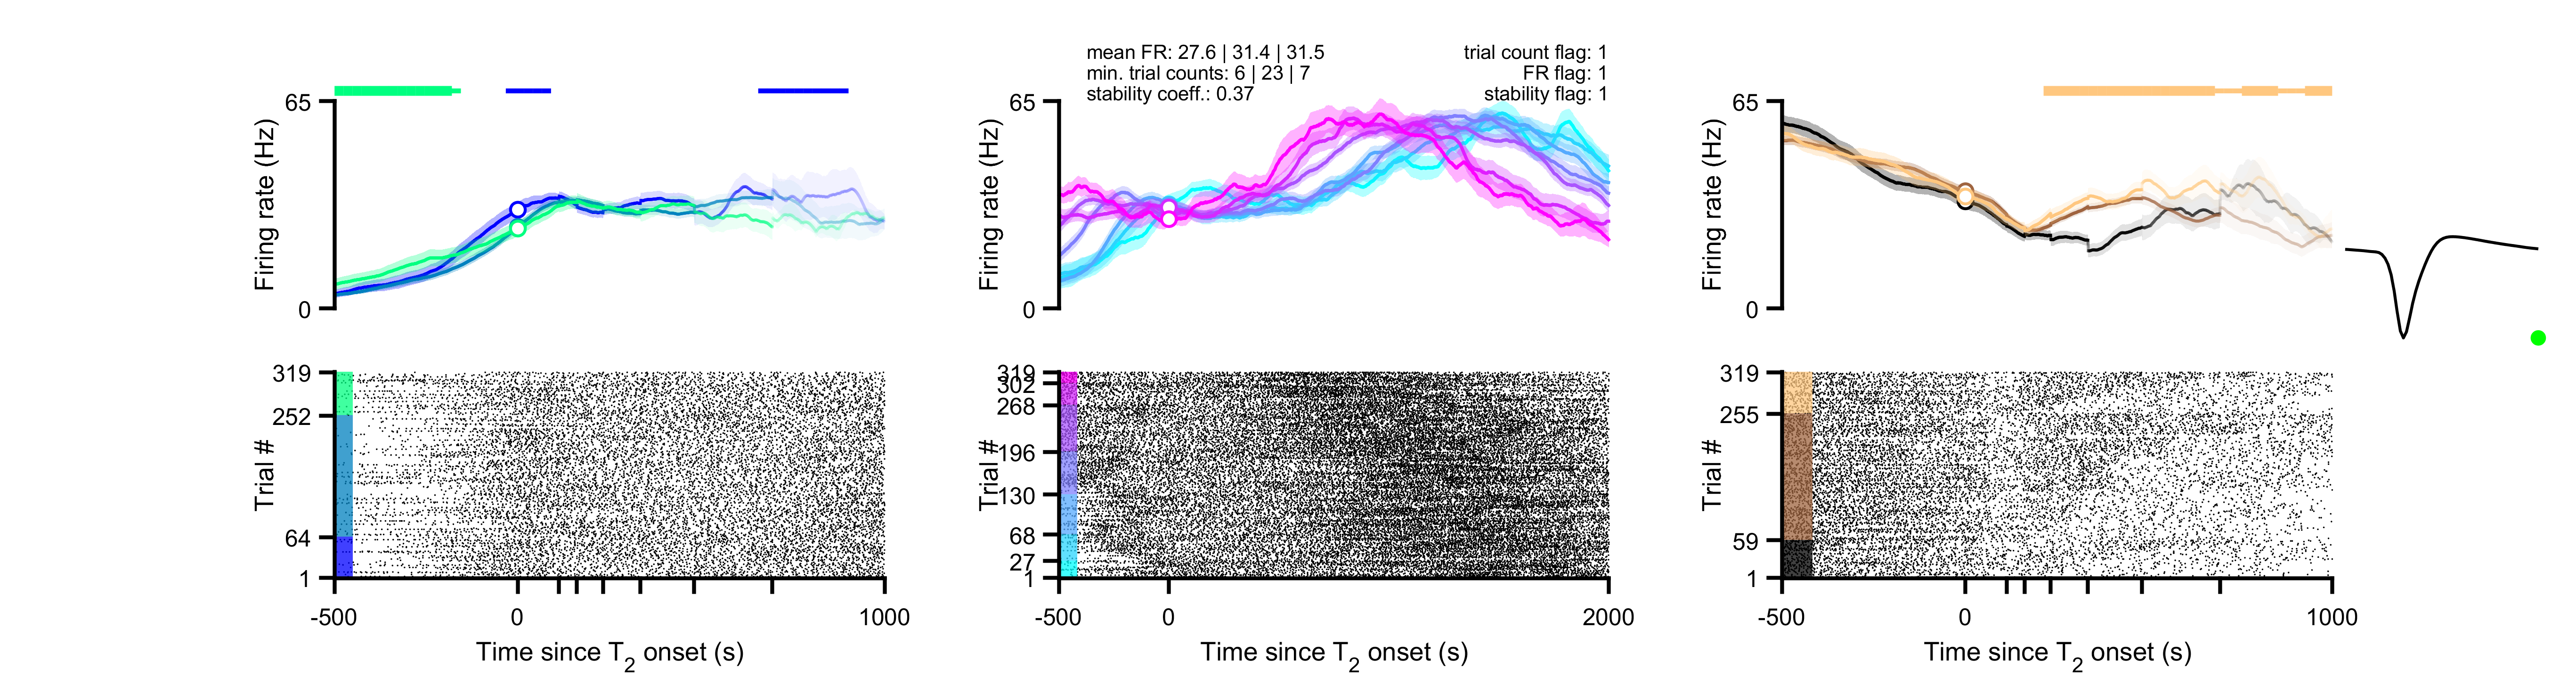 65
Firing rate (Hz)
0
319
252
Trial #
64
1
-500
0
1000
Time since T2 onset (s)
mean FR: 27.6 | 31.4 | 31.5
min. trial counts: 6 | 23 | 7
stability coeff.: 0.37
trial count flag: 1
FR flag: 1
stability flag: 1
65
Firing rate (Hz)
0
319
302
268
196
Trial #
130
68
27
1
-500
0
2000
Time since T2 onset (s)
65
Firing rate (Hz)
0
319
255
Trial #
59
1
-500
0
1000
Time since T2 onset (s)